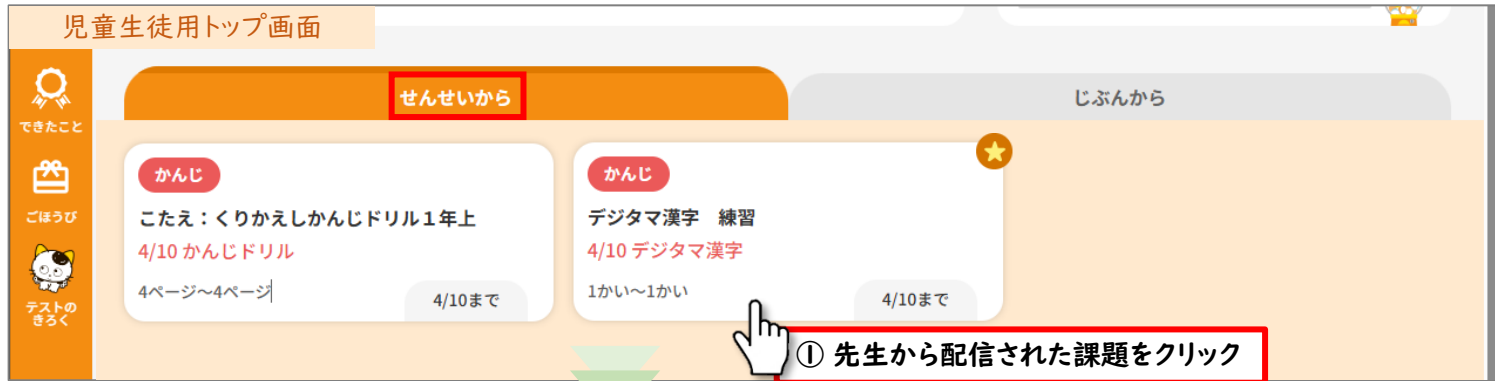 児童生徒用トップ画面
できたこと
ごほうび
テストの
きろく
せんせいから
じぶんから
かんじ
こたえ：くりかえしかんじドリル１年上
4/10 かんじドリル
4ページ～4ページ
4/10まで
かんじ
デジタマ漢字　練習
4/10 デジタマ漢字
1かい～1かい
4/10まで
① 先生から配信された課題をクリック